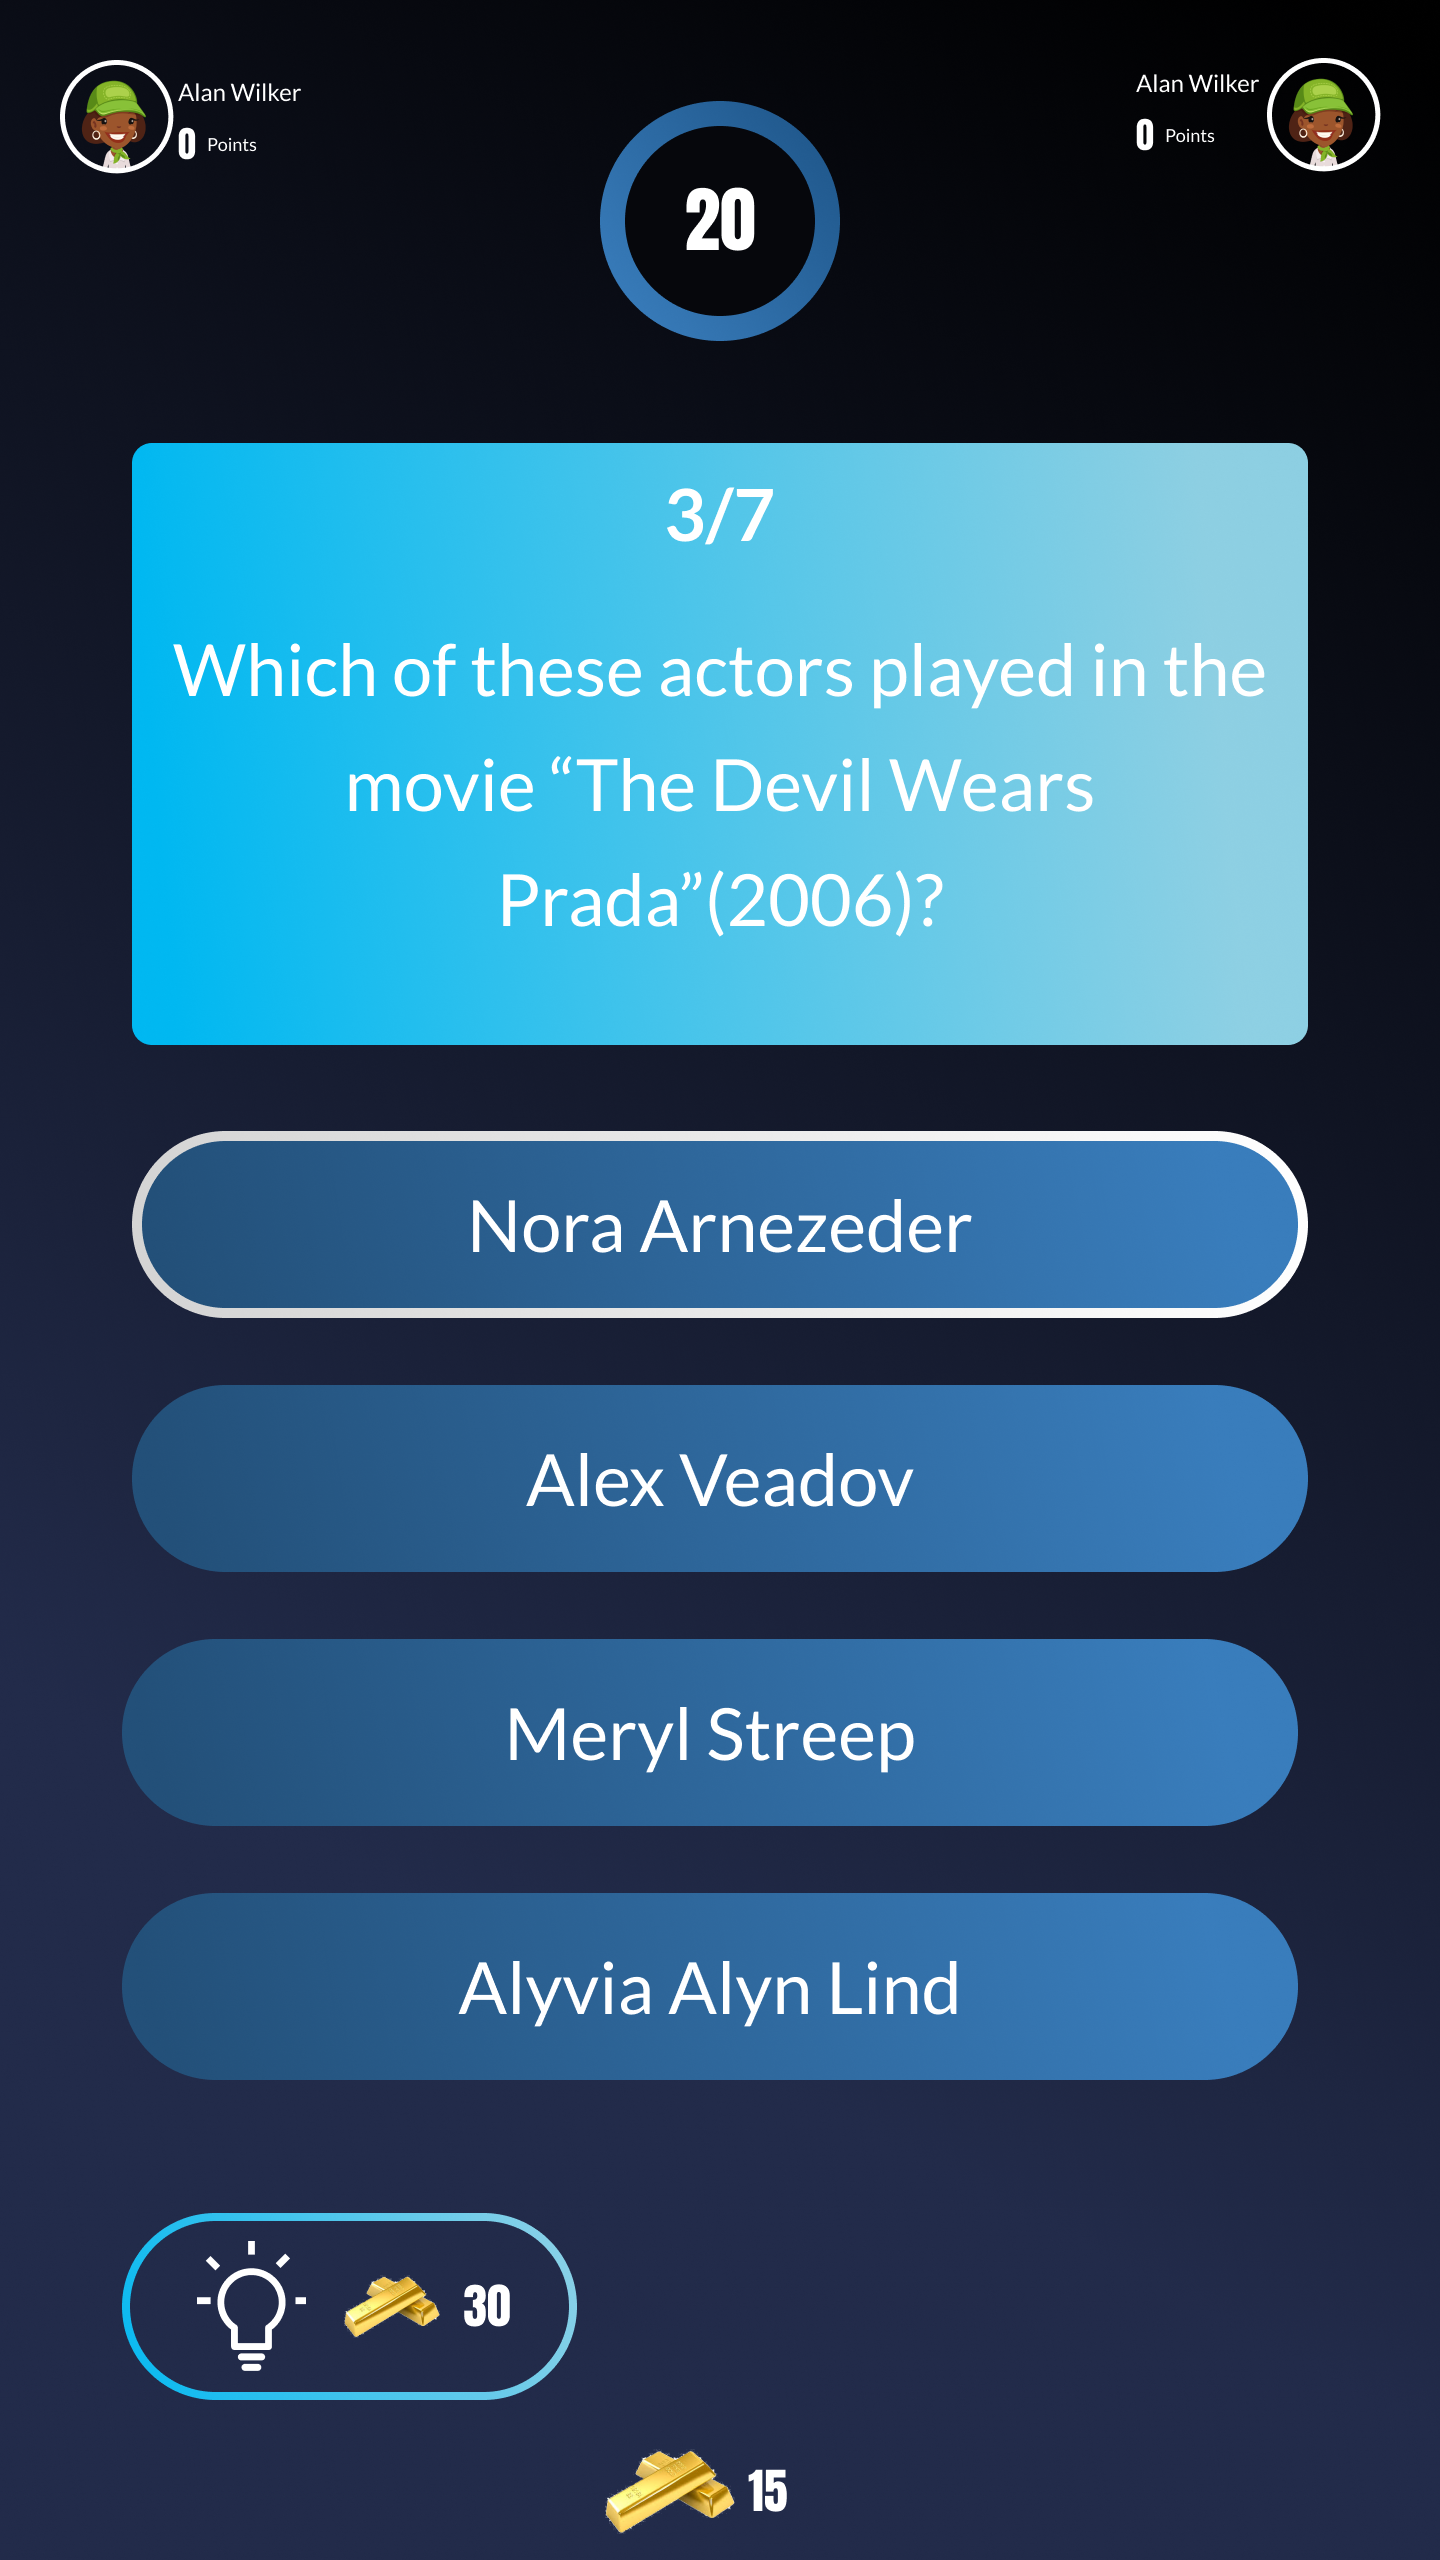 Alan Wilker
0 Points
Alan Wilker
0 Points
20
3/7
Which of these actors played in the
movie “The Devil Wears
Prada”(2006)?
Nora Arnezeder
Alex Veadov
Meryl Streep
Alyvia Alyn Lind
30
15